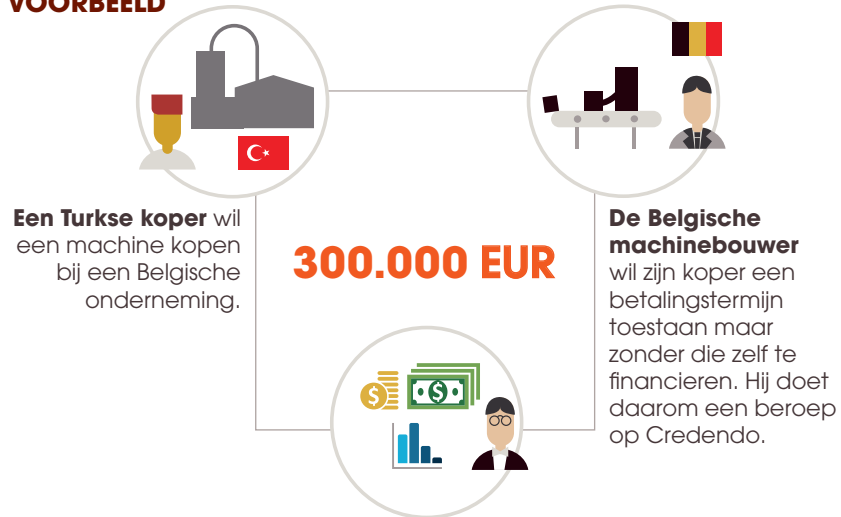 VOORBEELD
Een Turkse koper wil
een machine kopen
bij een Belgische
onderneming.
300.000 EUR
De Belgische
machinebouwer
wil zijn koper een
betalingstermijn
toestaan maar
zonder die zelf te
financieren. Hij doet
daarom een beroep
op Credendo.